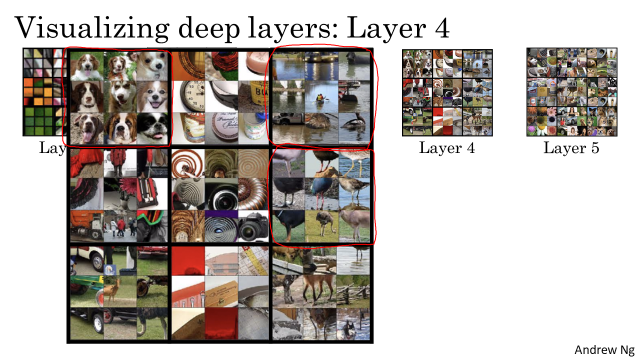 Visualizing deep layers: Layer 4
Lay
Layer 4
Layer 5
Andrew Ng